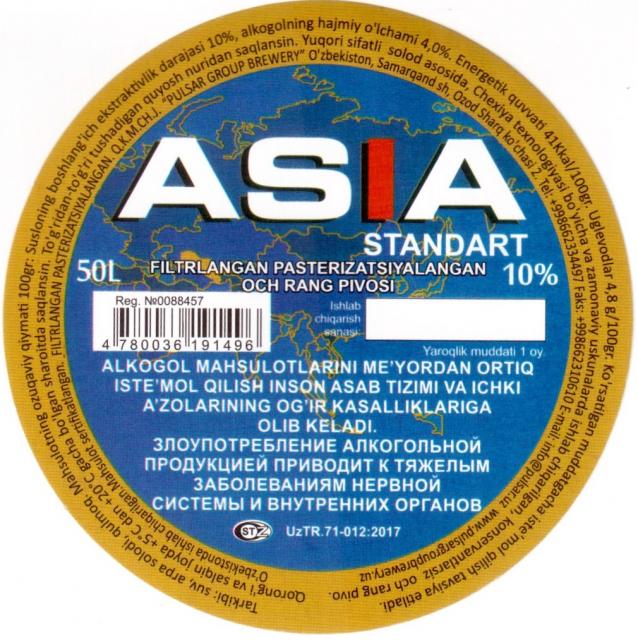 Tarkibi: suv, arpa solodi, qulmoq. Mahsulotning ozuqaviy qiymati 100gr: Susloning boshlang'ich ekstraktivlik darajasi 10%, alkogolning hajmiy o'lchami 4,0%. Energetik quvvati 41Kkal/100gr. Uglevodlar 4,8 g/100gr. Ko'rsatilgan muddatgacha iste'mol qilish tavsiya etiladi.
Qorong'i va salqin joyda +5°C dan +20°C gacha bo'lgan sharoitda saqlansin. To'g'ridan-to'g'ri tushadigan quyosh nuridan saqlansin. Yuqori sifatli solod asosida, Chexiya texnologiyasi bo'yicha va zamonaviy uskunalarda ishlab chiqarilgan, konservantlarsiz och rang pivo.
O'zbekistonda ishlab chiqarilgan. Mahsulot sertifikatlangan. FILTRLANGAN PASTERIZATSIYALANGAN. Q.K.M.CH.J. "PULSAR GROUP BREWERY" O'zbekiston, Samarqand sh, Ozod Sharq ko'chasi 2. Tel: +998662334497 Faks: +998662310610 E-mail: info@pulsar.uz www.pulsargroupbrewery.uz
ASIA
STANDART
50L
FILTRLANGAN PASTERIZATSIYALANGAN
OCH RANG PIVOSI
10%
Reg. №0088457
4 780036 191496
Ishlab
chiqarish
sanasi:
Yaroqlik muddati 1 oy.
ALKOGOL MAHSULOTLARINI ME'YORDAN ORTIQ
ISTE'MOL QILISH INSON ASAB TIZIMI VA ICHKI
A'ZOLARINING OG'IR KASALLIKLARIGA
OLIB KELADI.
ЗЛОУПОТРЕБЛЕНИЕ АЛКОГОЛЬНОЙ
ПРОДУКЦИЕЙ ПРИВОДИТ К ТЯЖЕЛЫМ
ЗАБОЛЕВАНИЯМ НЕРВНОЙ
СИСТЕМЫ И ВНУТРЕННИХ ОРГАНОВ
STZ UzTR.71-012:2017